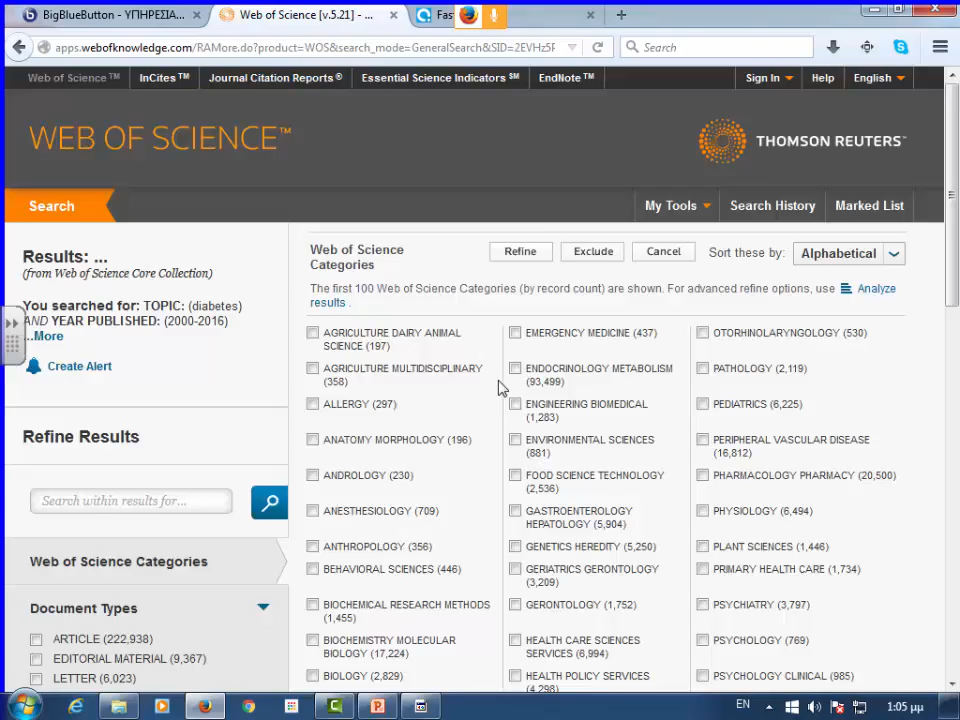 BigBlueButton - ΥΠΗΡΕΣΙΑ... ×
Web of Science [v.5.21] - ... ×
Fas
×
+
apps.webofknowledge.com/RAMore.do?product=WOS&search_mode=GeneralSearch&SID=2EVHz5F
Search
Web of Science™
InCites™
Journal Citation Reports®
Essential Science Indicators℠
EndNote™
Sign In
Help
English
WEB OF SCIENCE™
THOMSON REUTERS™
Search
My Tools
Search History
Marked List
Results: ...
(from Web of Science Core Collection)
You searched for: TOPIC: (diabetes)
AND YEAR PUBLISHED: (2000-2016)
...More
Create Alert
Refine Results
Search within results for...
Web of Science Categories
Document Types
ARTICLE (222,938)
EDITORIAL MATERIAL (9,367)
LETTER (6,023)
Web of Science
Categories
Refine
Exclude
Cancel
Sort these by:
Alphabetical
The first 100 Web of Science Categories (by record count) are shown. For advanced refine options, use Analyze
results .
AGRICULTURE DAIRY ANIMAL
SCIENCE (197)
AGRICULTURE MULTIDISCIPLINARY
(358)
ALLERGY (297)
ANATOMY MORPHOLOGY (196)
ANDROLOGY (230)
ANESTHESIOLOGY (709)
ANTHROPOLOGY (356)
BEHAVIORAL SCIENCES (446)
BIOCHEMICAL RESEARCH METHODS
(1,455)
BIOCHEMISTRY MOLECULAR
BIOLOGY (17,224)
BIOLOGY (2,829)
EMERGENCY MEDICINE (437)
ENDOCRINOLOGY METABOLISM
(93,499)
ENGINEERING BIOMEDICAL
(1,283)
ENVIRONMENTAL SCIENCES
(881)
FOOD SCIENCE TECHNOLOGY
(2,536)
GASTROENTEROLOGY
HEPATOLOGY (5,904)
GENETICS HEREDITY (5,250)
GERIATRICS GERONTOLOGY
(3,209)
GERONTOLOGY (1,752)
HEALTH CARE SCIENCES
SERVICES (6,994)
HEALTH POLICY SERVICES
(4,298)
OTORHINOLARYNGOLOGY (530)
PATHOLOGY (2,119)
PEDIATRICS (6,225)
PERIPHERAL VASCULAR DISEASE
(16,812)
PHARMACOLOGY PHARMACY (20,500)
PHYSIOLOGY (6,494)
PLANT SCIENCES (1,446)
PRIMARY HEALTH CARE (1,734)
PSYCHIATRY (3,797)
PSYCHOLOGY (769)
PSYCHOLOGY CLINICAL (985)
EN
1:05 μμ